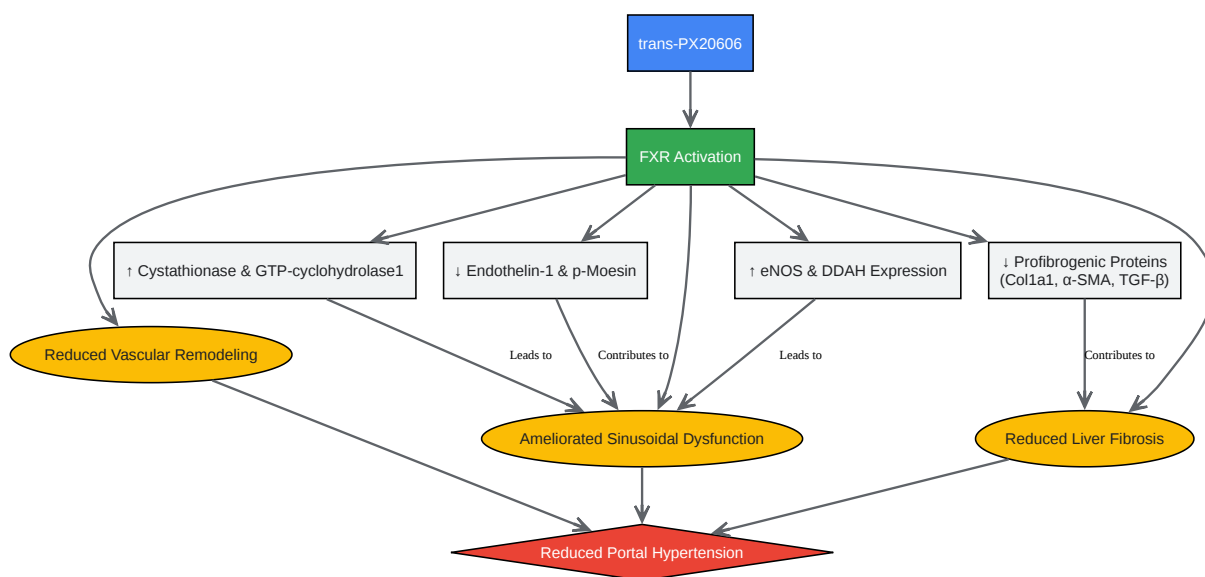 trans-PX20606
FXR Activation
↑ Cystathionase & GTP-cyclohydrolase1
↓ Endothelin-1 & p-Moesin
↑ eNOS & DDAH Expression
↓ Profibrogenic Proteins
(Col1a1, α-SMA, TGF-β)
Leads to
Contributes to
Leads to
Contributes to
Reduced Vascular Remodeling
Ameliorated Sinusoidal Dysfunction
Reduced Liver Fibrosis
Reduced Portal Hypertension